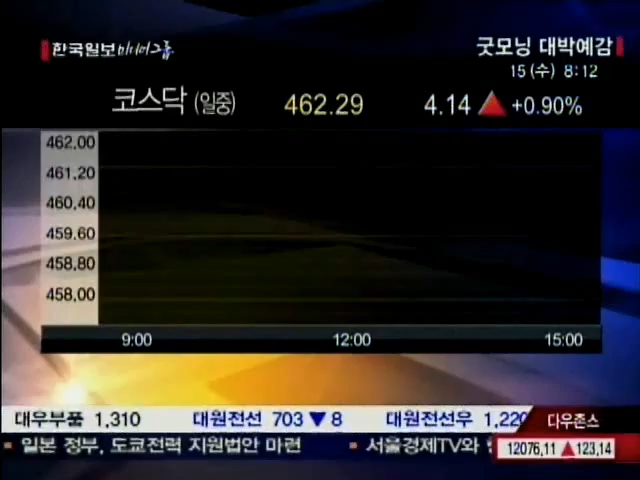 한국일보 미디어그룹
굿모닝 대박예감
15 (수) 8:12
코스닥 (일중) 462.29 4.14 ▲ +0.90%
462.00
461.20
460.40
459.60
458.80
458.00
9:00 12:00 15:00
대우부품 1,310 대원전선 703 ▼ 8 대원전선우 1,220
다우존스
일본 정부, 도쿄전력 지원법안 마련 ▪ 서울경제TV와
12076.11 ▲ 123.14